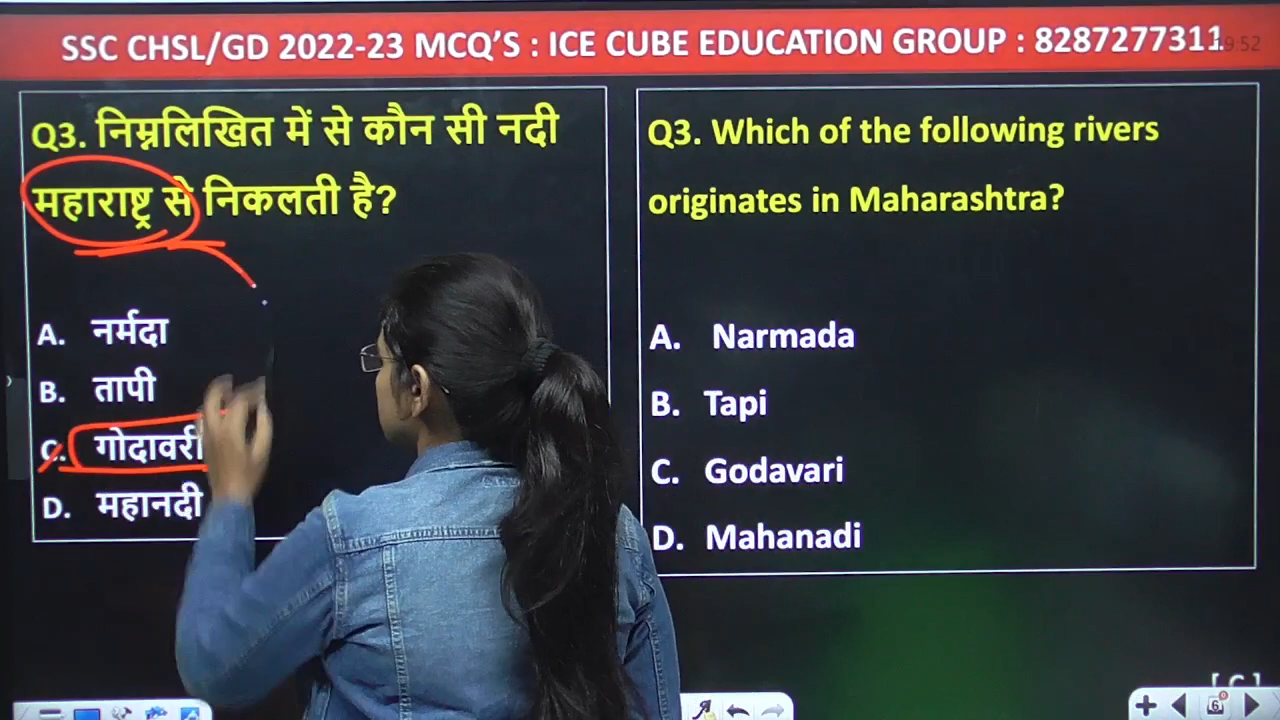 SSC CHSL/GD 2022-23 MCQ'S : ICE CUBE EDUCATION GROUP : 8287277311
Q3. निम्नलिखित में से कौन सी नदी
महाराष्ट्र से निकलती है?
A. नर्मदा
B. तापी
C. गोदावरी
D. महानदी
Q3. Which of the following rivers
originates in Maharashtra?
A. Narmada
B. Tapi
C. Godavari
D. Mahanadi